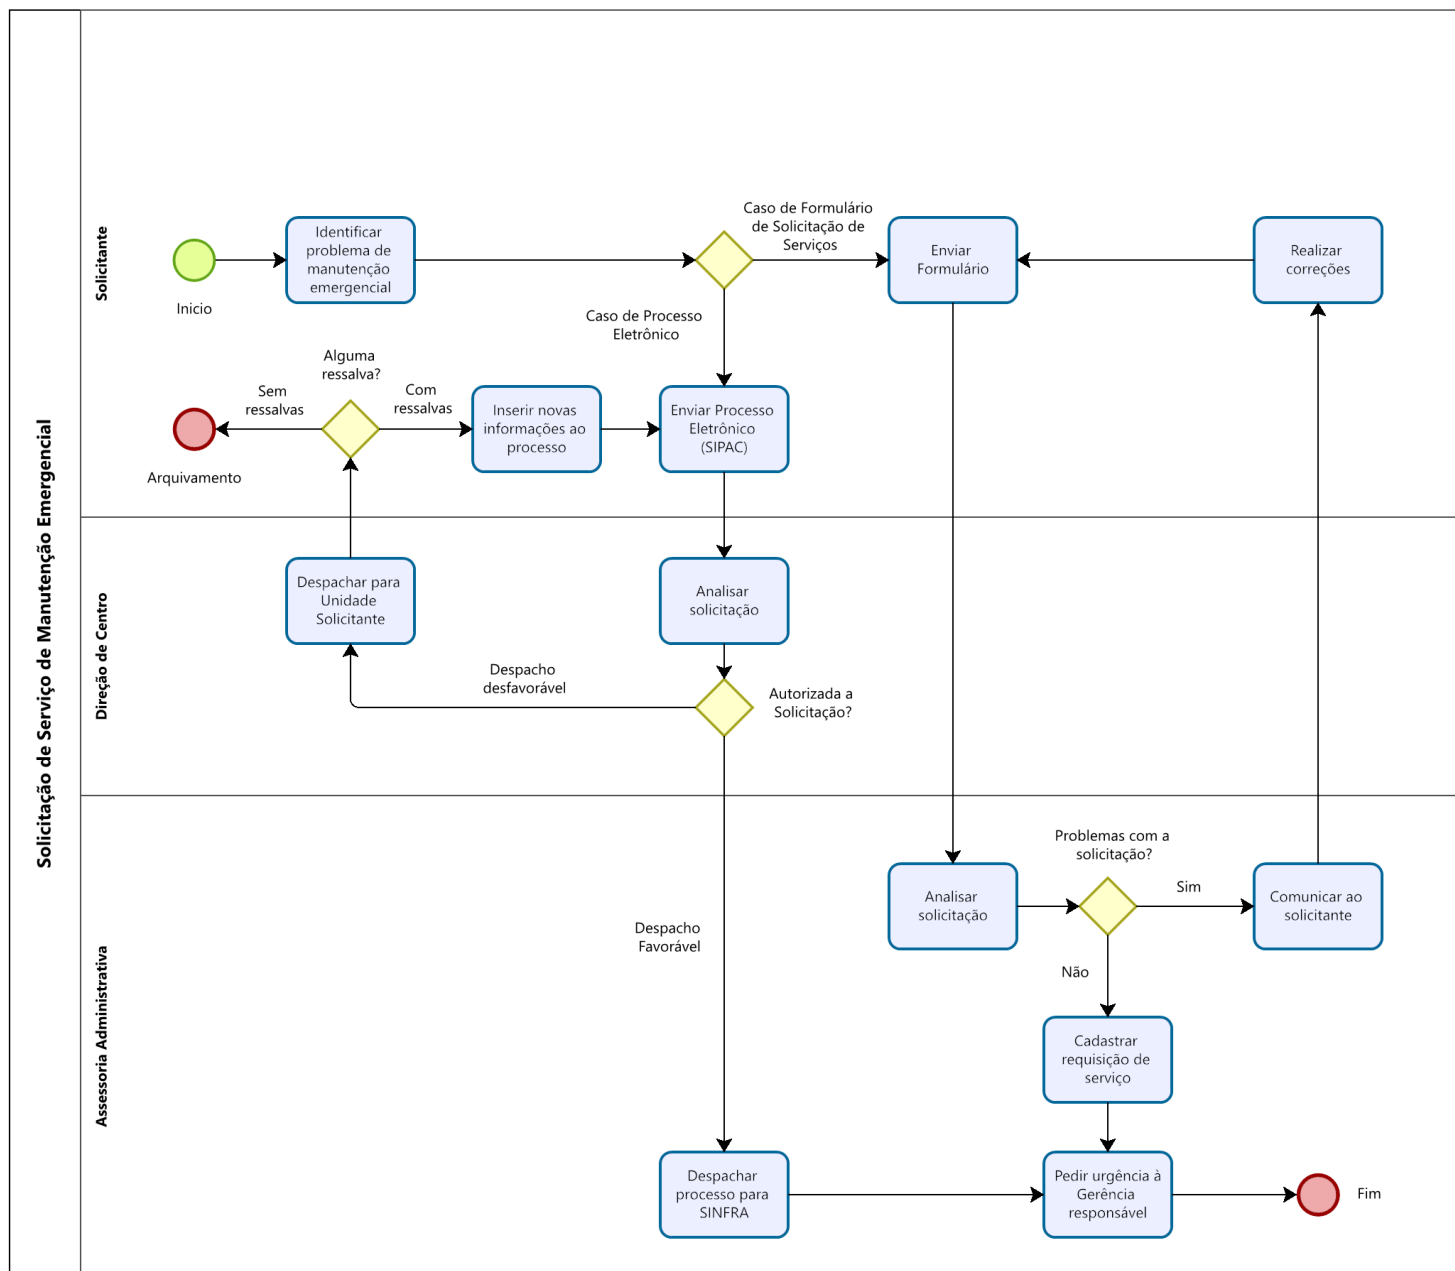 Solicitação de Serviço de Manutenção Emergencial
Solicitante
Inicio
Identificar
problema de
manutenção
emergencial
Caso de Formulário
de Solicitação de
Serviços
Enviar
Formulário
Realizar
correções
Caso de Processo
Eletrônico
Alguma
ressalva?
Sem
ressalvas
Com
ressalvas
Arquivamento
Inserir novas
informações ao
processo
Enviar Processo
Eletrônico
(SIPAC)
Direção de Centro
Despachar para
Unidade
Solicitante
Analisar
solicitação
Despacho
desfavorável
Autorizada a
Solicitação?
Assessoria Administrativa
Problemas com a
solicitação?
Analisar
solicitação
Sim
Comunicar ao
solicitante
Despacho
Favorável
Não
Cadastrar
requisição de
serviço
Despachar
processo para
SINFRA
Pedir urgência à
Gerência
responsável
Fim